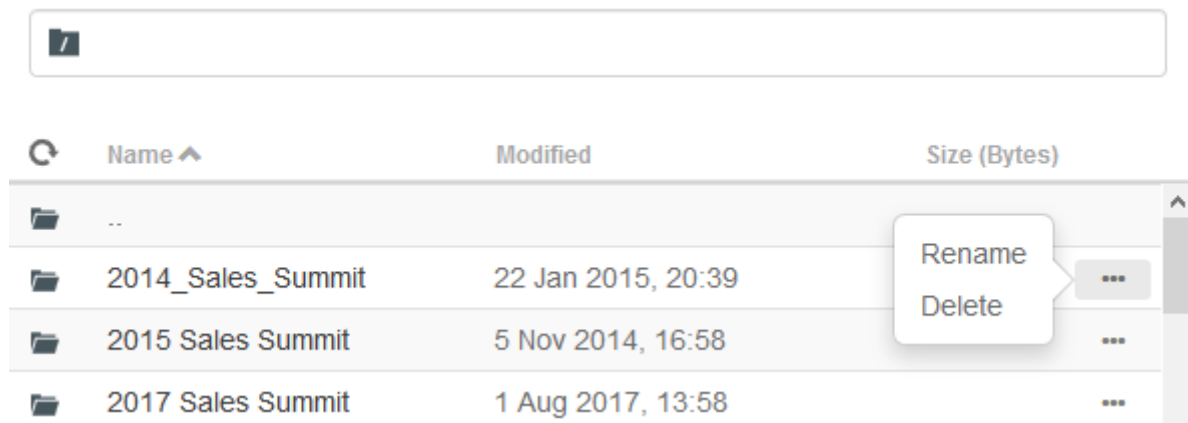 /
Name Modified Size (Bytes)
..
2014_Sales_Summit 22 Jan 2015, 20:39
Rename
Delete
2015 Sales Summit 5 Nov 2014, 16:58
2017 Sales Summit 1 Aug 2017, 13:58